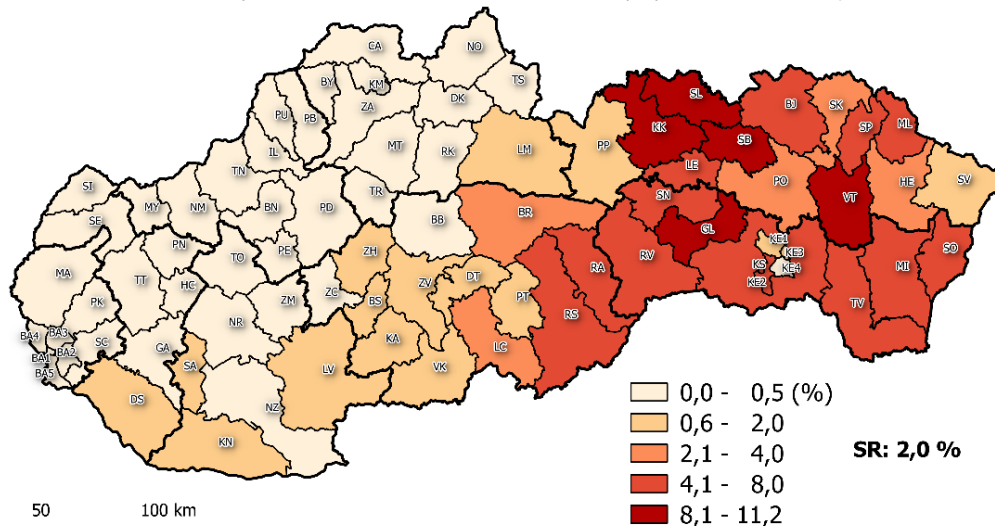 CA
NO
BY
KM
TS
ZA
DK
PU
PB
SL
BJ
SK
KK
SP
ML
IL
MT
RK
LM
PP
SB
TN
LE
PO
HE
SV
SI
TR
SN
VT
MY
NM
BN
PD
BB
BR
SE
GL
PN
PE
ZH
KE1
RV
KE3
SO
TO
MA
TT
HC
DT
RA
KS
KE4
MI
ZV
KE2
PK
ZC
ZM
BS
PT
TV
NR
RS
BA4
BA3
SC
GA
KA
LC
BA1
BA2
SA
LV
VK
BA5
DS
NZ
KN
0,0 - 0,5 (%)
0,6 - 2,0
2,1 - 4,0
SR: 2,0 %
4,1 - 8,0
8,1 - 11,2
50 100 km